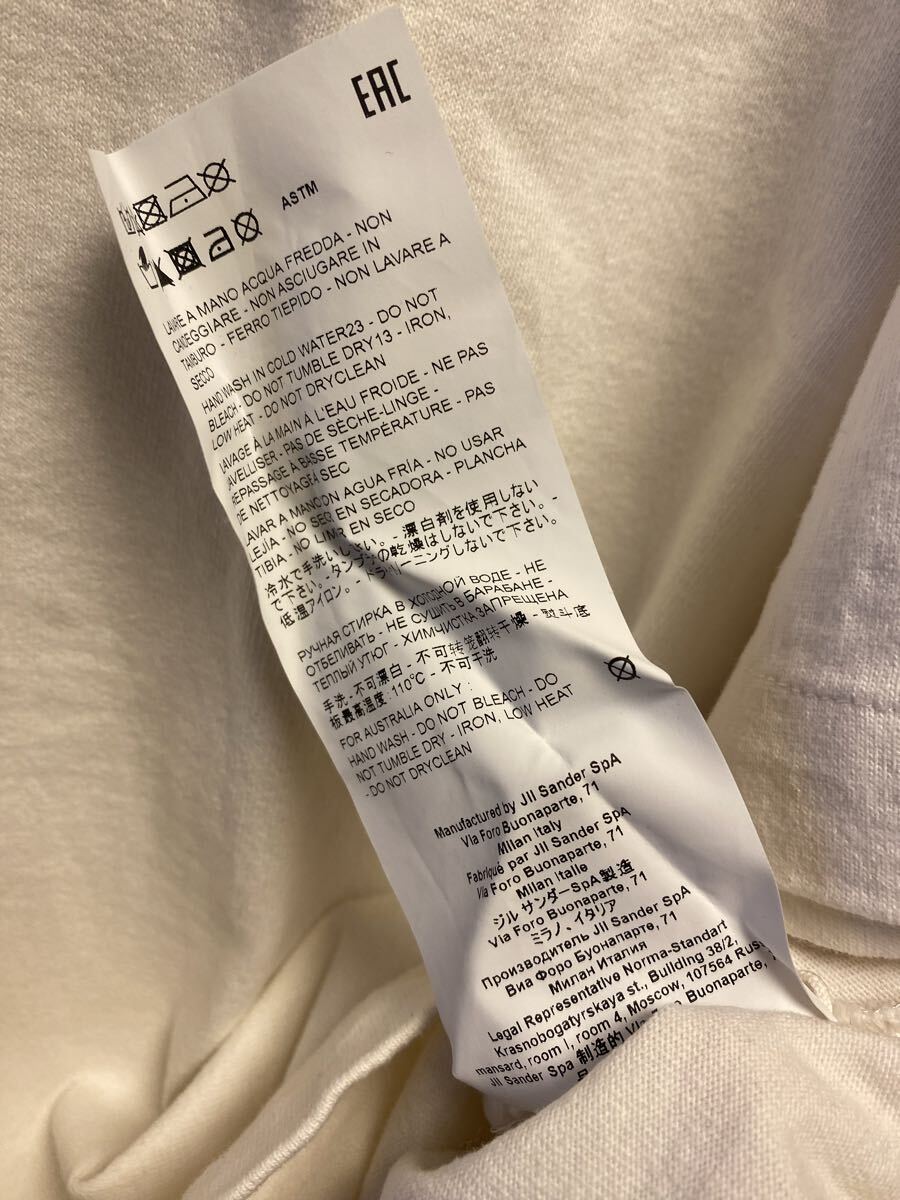 EAC
ASTM
LAVARE A MANO ACQUA FREDDA - NON
CANDEGGIARE - NON ASCIUGARE IN
TAMBURO - FERRO TIEPIDO - NON LAVARE A
SECCO
HAND WASH IN COLD WATER23 - DO NOT
BLEACH - DO NOT TUMBLE DRY13 - IRON,
LOW HEAT - DO NOT DRYCLEAN
LAVAGE À LA MAIN À L'EAU FROIDE - NE PAS
JAVELLISER - PAS DE SÈCHE-LINGE -
REPASSAGE À BASSE TEMPÉRATURE - PAS
DE NETTOYAGE À SEC
LAVAR A MANO CON AGUA FRÍA - NO USAR
LEJIA - NO SEC EN SECADORA - PLANCHA
TIBIA - NO LIMP EN SECO
冷水で手洗いしさい。 - 漂白剤を使用しない
で下さい。 - タンブの乾燥はしないで下さい。 -
低温アイロン。 - ドラリーニングしないで下さい。
РУЧНАЯ СТИРКА В ХОЛОДНОЙ ВОДЕ - НЕ
ОТБЕЛИВАТЬ - НЕ СУШИТЬ В БАРАБАНЕ -
ТЕПЛЫЙ УТЮГ - ХИМЧИСТКА ЗАПРЕЩЕНА
手洗 - 不可漂白 - 不可转笼翻转干燥 - 熨斗底
板最高温度:110°C - 不可干洗
FOR AUSTRALIA ONLY :
HAND WASH - DO NOT BLEACH - DO
NOT TUMBLE DRY - IRON, LOW HEAT
- DO NOT DRYCLEAN
Manufactured by Jil Sander SpA
Via Foro Buonaparte, 71
Milan Italy
Fabriqué par Jil Sander SpA
Via Foro Buonaparte, 71
Milan Italie
ジル サンダーSpA製造
Via Foro Buonaparte, 71
ミラノ、イタリア
Производитель Jil Sander SpA
Виа Форо Буонапарте, 71
Милан Италия
Legal Representative Norma-Standart
Krasnobogatyrskaya st., Building 38/2,
mansard, room I, room 4, Moscow, 107564
Jil Sander Spa 制造的 Via Foro Buonaparte,